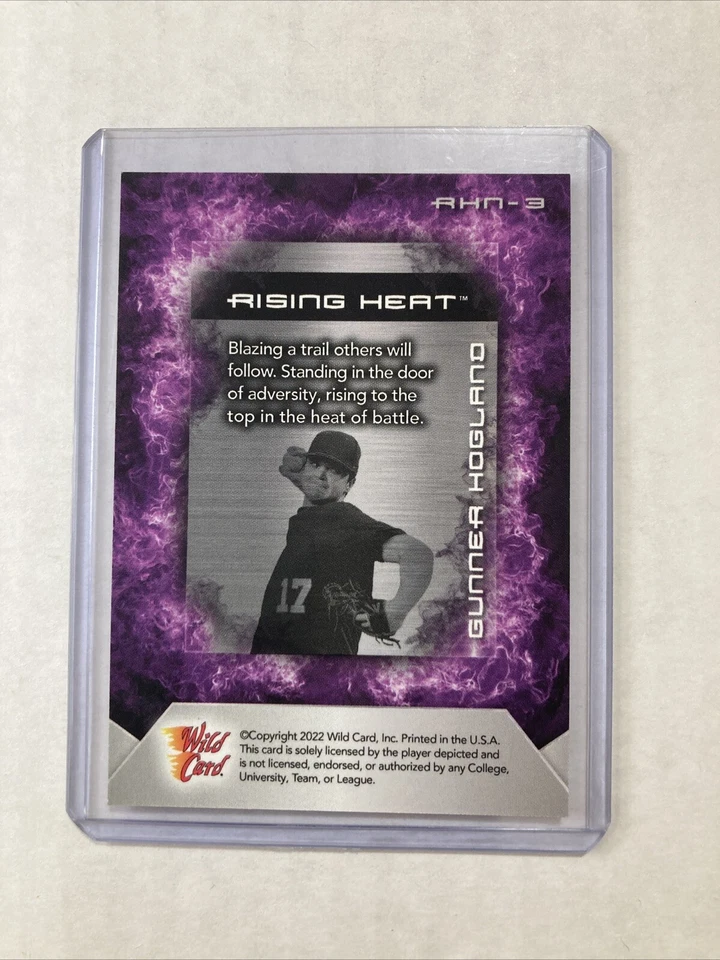 RHN-3
RISING HEAT™
Blazing a trail others will
follow. Standing in the door
of adversity, rising to the
top in the heat of battle.
GUNNER HOGLAND
17
Wild
Card.
©Copyright 2022 Wild Card, Inc. Printed in the U.S.A.
This card is solely licensed by the player depicted and
is not licensed, endorsed, or authorized by any College,
University, Team, or League.